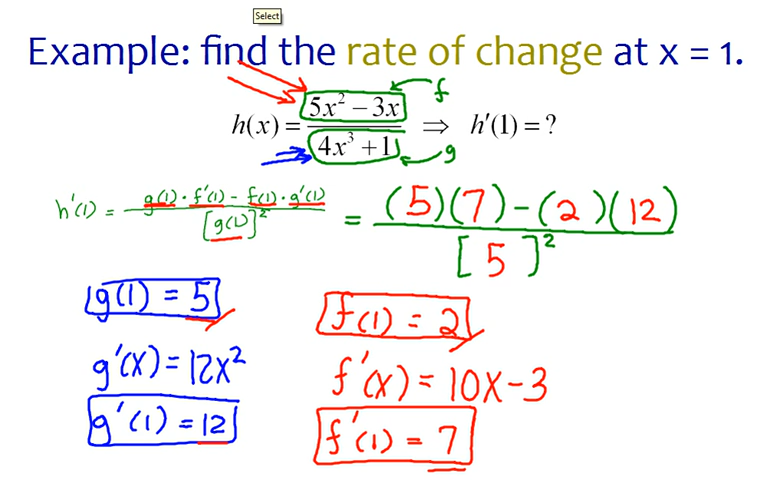 Select
Example: find the rate of change at x = 1.
h(x) = (5x² − 3x)/(4x³ + 1) ⇒ h′(1) = ?
f
g
h'(1) = (g(1) · f'(1) − f(1) · g'(1))/[g(1)]² = ((5)(7) − (2)(12))/[5]²
g(1) = 5
f(1) = 2
g'(x) = 12x²
f'(x) = 10x − 3
g'(1) = 12
f'(1) = 7